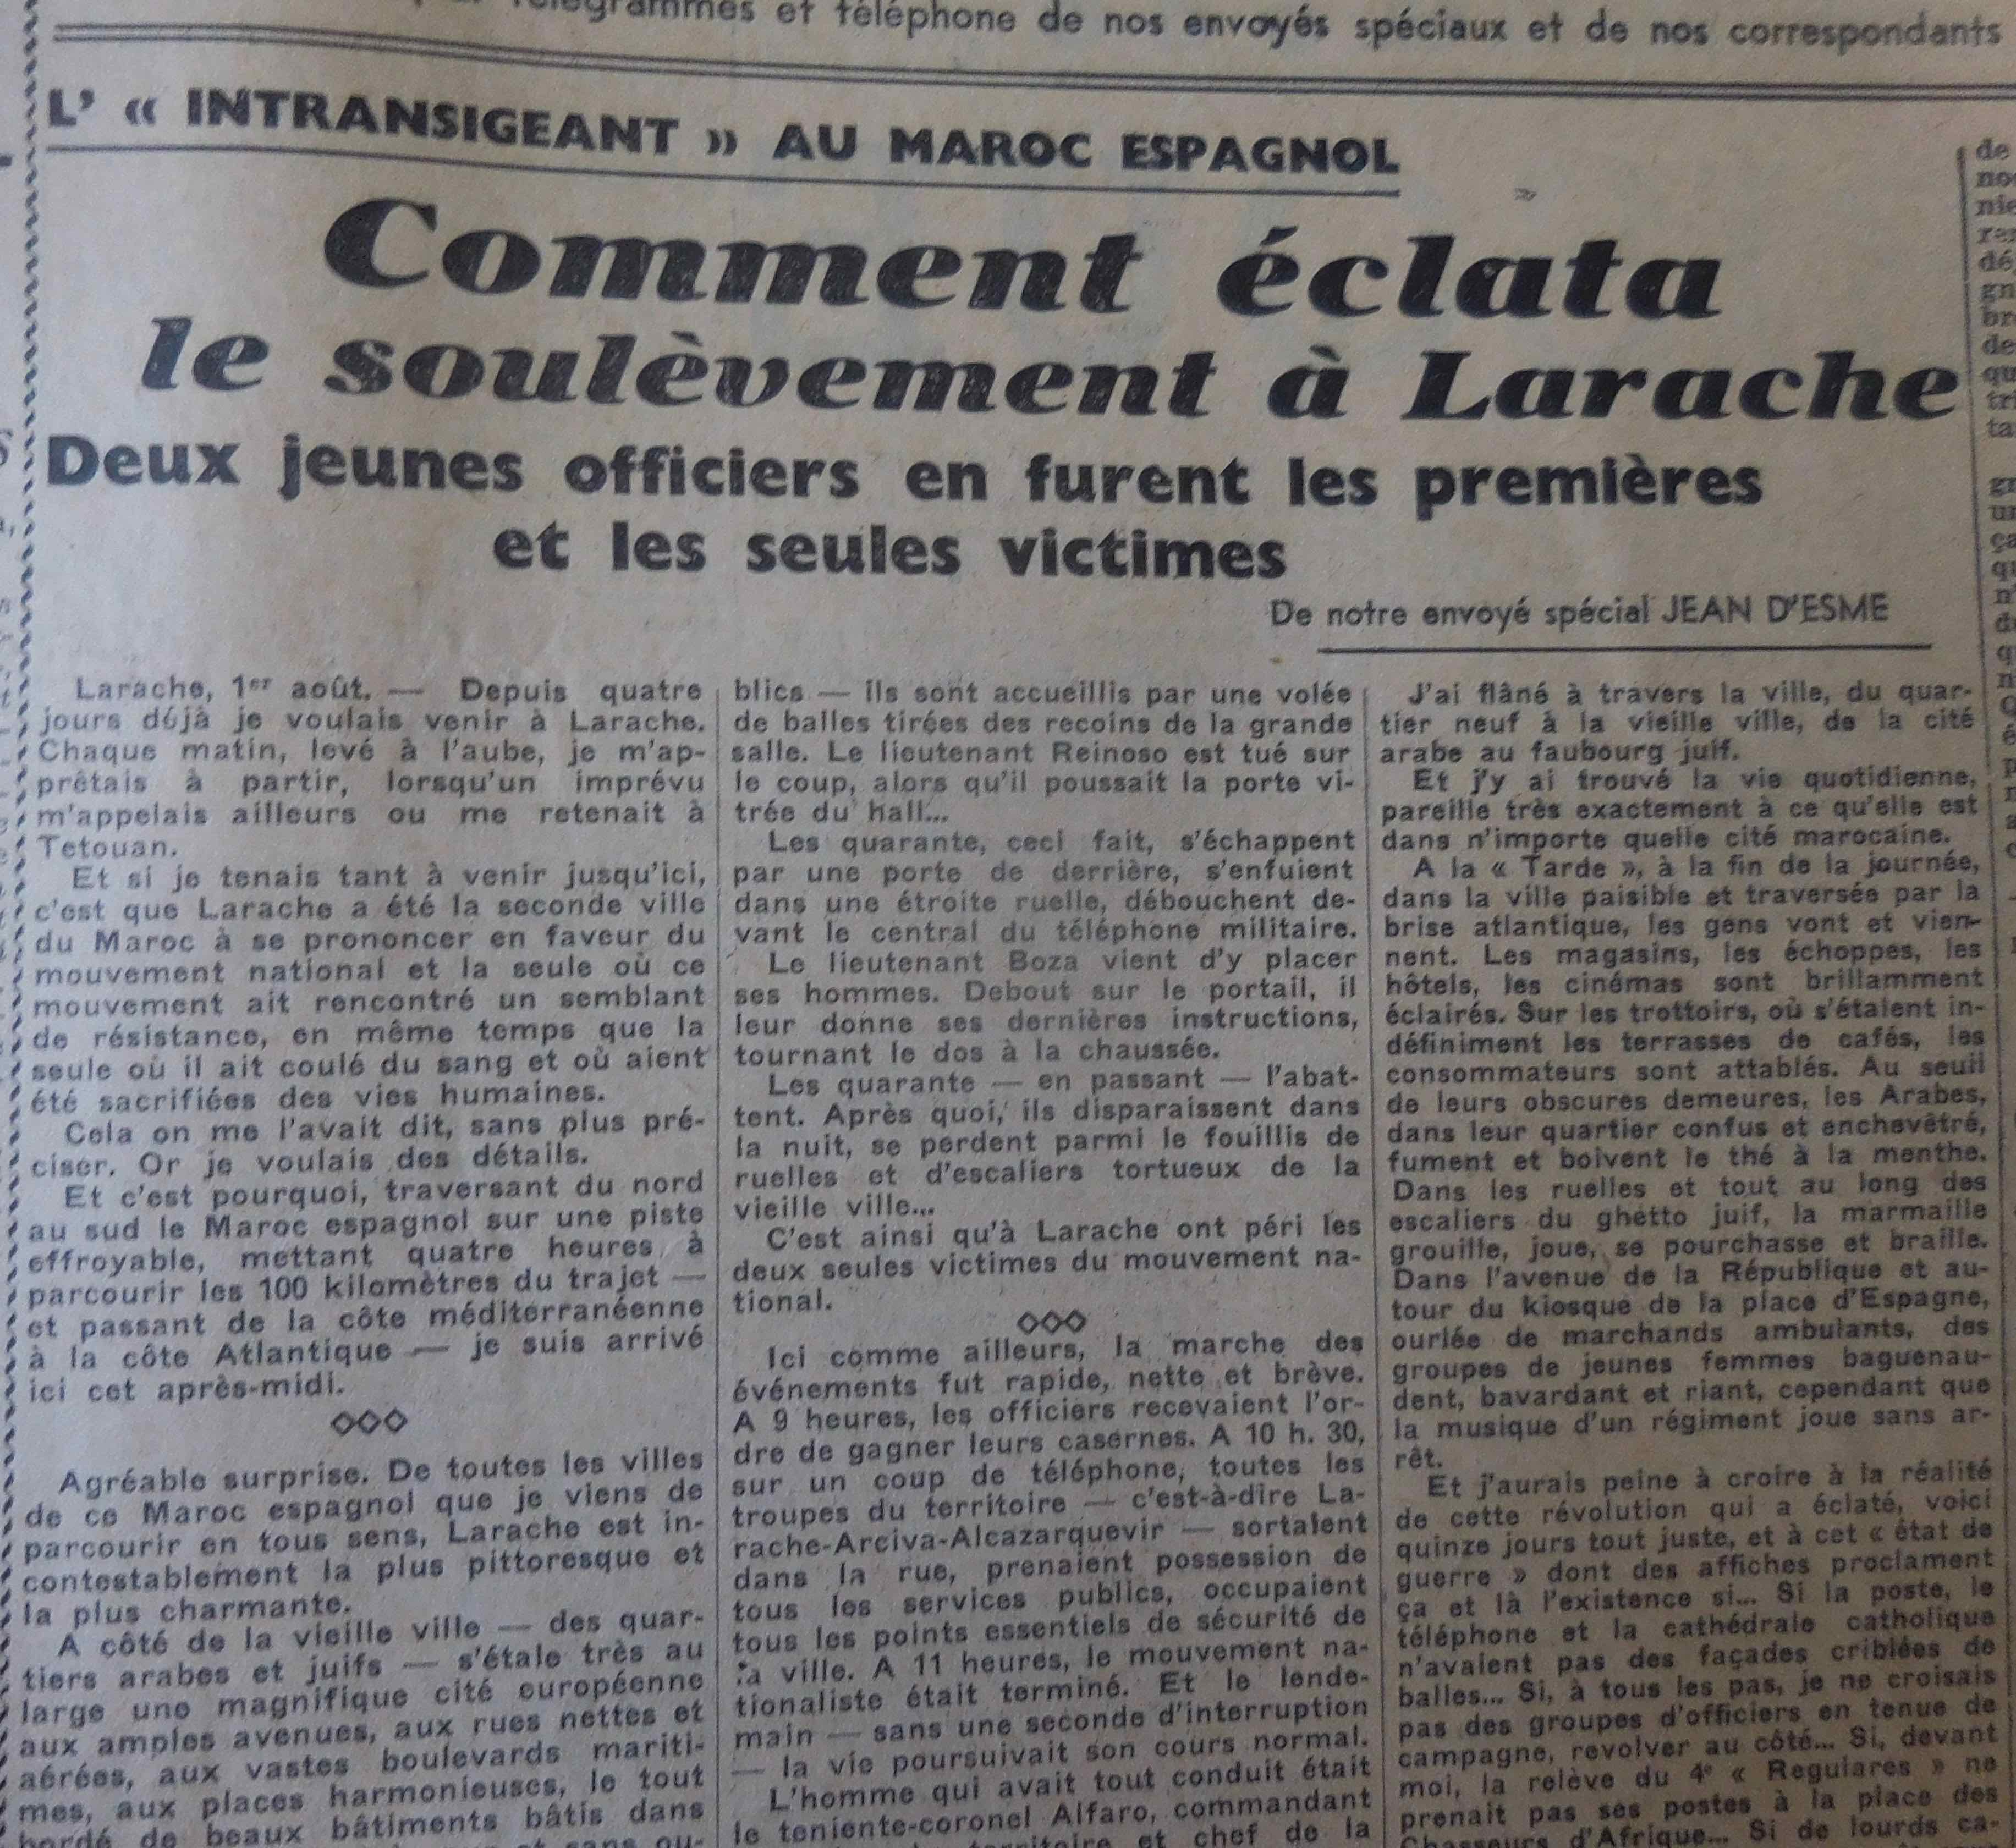 télégrammes et téléphone de nos envoyés spéciaux et de nos correspondants
L' « INTRANSIGEANT » AU MAROC ESPAGNOL
Comment éclata
le soulèvement à Larache
Deux jeunes officiers en furent les premières
et les seules victimes
De notre envoyé spécial JEAN D'ESME
Larache, 1er août. — Depuis quatre
jours déjà je voulais venir à Larache.
Chaque matin, levé à l'aube, je m'ap-
prêtais à partir, lorsqu'un imprévu
m'appelais ailleurs ou me retenait à
Tetouan.
Et si je tenais tant à venir jusqu'ici,
c'est que Larache a été la seconde ville
du Maroc à se prononcer en faveur du
mouvement national et la seule où ce
mouvement ait rencontré un semblant
de résistance, en même temps que la
seule où il ait coulé du sang et où aient
été sacrifiées des vies humaines.
Cela on me l'avait dit, sans plus pré-
ciser. Or je voulais des détails.
Et c'est pourquoi, traversant du nord
au sud le Maroc espagnol sur une piste
effroyable, mettant quatre heures à
parcourir les 100 kilomètres du trajet —
et passant de la côte méditerranéenne
à la côte Atlantique — je suis arrivé
ici cet après-midi.
◇◇◇
Agréable surprise. De toutes les villes
de ce Maroc espagnol que je viens de
parcourir en tous sens, Larache est in-
contestablement la plus pittoresque et
la plus charmante.
A côté de la vieille ville — des quar-
tiers arabes et juifs — s'étale très au
large une magnifique cité européenne
aux amples avenues, aux rues nettes et
aérées, aux vastes boulevards mariti-
mes, aux places harmonieuses, le tout
bordé de beaux bâtiments bâtis dans
blics — ils sont accueillis par une volée
de balles tirées des recoins de la grande
salle. Le lieutenant Reinoso est tué sur
le coup, alors qu'il poussait la porte vi-
trée du hall...
Les quarante, ceci fait, s'échappent
par une porte de derrière, s'enfuient
dans une étroite ruelle, débouchent de-
vant le central du téléphone militaire.
Le lieutenant Boza vient d'y placer
ses hommes. Debout sur le portail, il
leur donne ses dernières instructions,
tournant le dos à la chaussée.
Les quarante — en passant — l'abat-
tent. Après quoi, ils disparaissent dans
la nuit, se perdent parmi le fouillis de
ruelles et d'escaliers tortueux de la
vieille ville...
C'est ainsi qu'à Larache ont péri les
deux seules victimes du mouvement na-
tional.
◇◇◇
Ici comme ailleurs, la marche des
événements fut rapide, nette et brève.
A 9 heures, les officiers recevaient l'or-
dre de gagner leurs casernes. A 10 h. 30,
sur un coup de téléphone, toutes les
troupes du territoire — c'est-à-dire La-
rache-Arciva-Alcazarquevir — sortaient
dans la rue, prenaient possession de
tous les services publics, occupaient
tous les points essentiels de sécurité de
la ville. A 11 heures, le mouvement na-
tionaliste était terminé. Et le lende-
main — sans une seconde d'interruption
— la vie poursuivait son cours normal.
L'homme qui avait tout conduit était
le teniente-coronel Alfaro, commandant
territoire et chef de la
J'ai flâné à travers la ville, du quar-
tier neuf à la vieille ville, de la cité
arabe au faubourg juif.
Et j'y ai trouvé la vie quotidienne,
pareille très exactement à ce qu'elle est
dans n'importe quelle cité marocaine.
A la « Tarde », à la fin de la journée,
dans la ville paisible et traversée par la
brise atlantique, les gens vont et vien-
nent. Les magasins, les échoppes, les
hôtels, les cinémas sont brillamment
éclairés. Sur les trottoirs, où s'étaient in-
définiment les terrasses de cafés, les
consommateurs sont attablés. Au seuil
de leurs obscures demeures, les Arabes,
dans leur quartier confus et enchevêtré,
fument et boivent le thé à la menthe.
Dans les ruelles et tout au long des
escaliers du ghetto juif, la marmaille
grouille, joue, se pourchasse et braille.
Dans l'avenue de la République et au-
tour du kiosque de la place d'Espagne,
ourlée de marchands ambulants, des
groupes de jeunes femmes baguenau-
dent, bavardant et riant, cependant que
la musique d'un régiment joue sans ar-
rêt.
Et j'aurais peine à croire à la réalité
de cette révolution qui a éclaté, voici
quinze jours tout juste, et à cet « état de
guerre » dont des affiches proclament
ça et là l'existence si... Si la poste, le
téléphone et la cathédrale catholique
n'avaient pas des façades criblées de
balles... Si, à tous les pas, je ne croisais
pas des groupes d'officiers en tenue de
campagne, revolver au côté... Si, devant
moi, la relève du 4e « Regulares » ne
prenait pas ses postes à la place des
Chasseurs d'Afrique... Si de lourds ca-